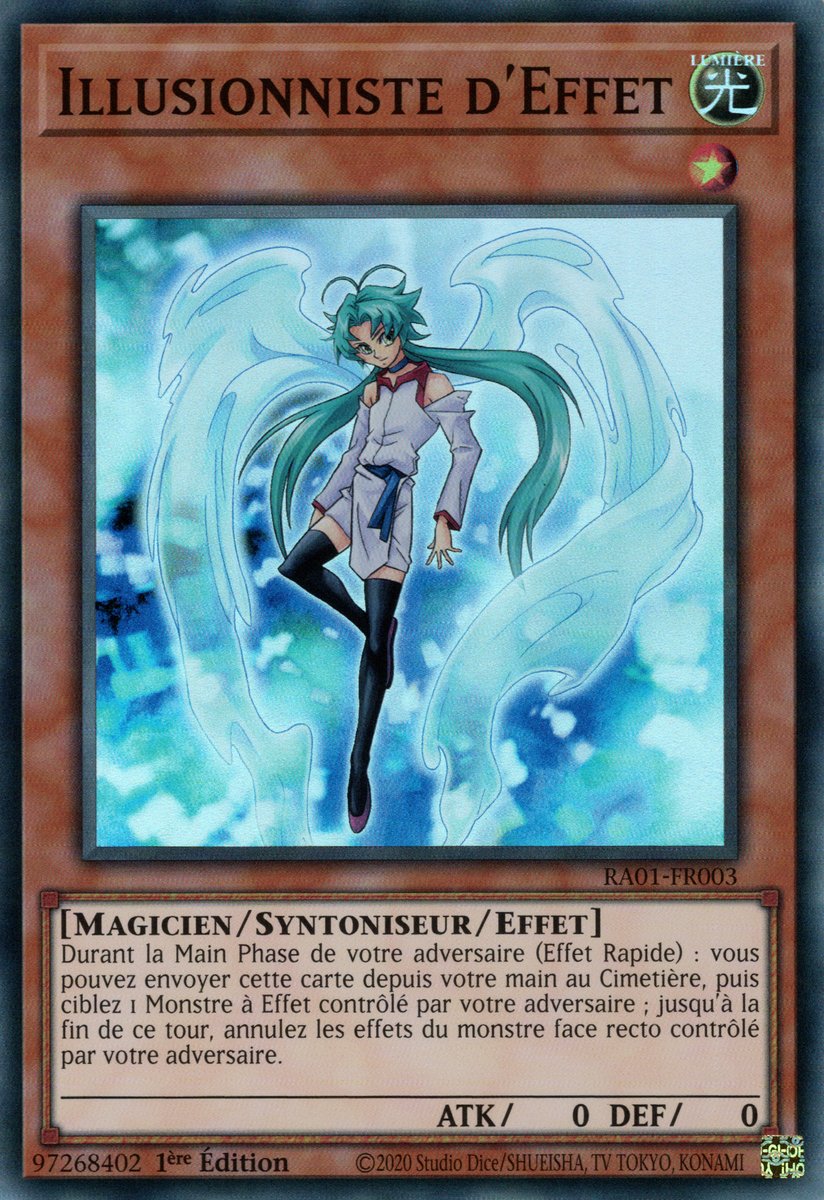 Illusionniste d'Effet
LUMIÈRE
光
RA01-FR003
[Magicien/Syntoniseur/Effet]
Durant la Main Phase de votre adversaire (Effet Rapide) : vous
pouvez envoyer cette carte depuis votre main au Cimetière, puis
ciblez 1 Monstre à Effet contrôlé par votre adversaire ; jusqu'à la
fin de ce tour, annulez les effets du monstre face recto contrôlé
par votre adversaire.
ATK/ 0 DEF/ 0
97268402 1ère Édition ©2020 Studio Dice/SHUEISHA, TV TOKYO, KONAMI